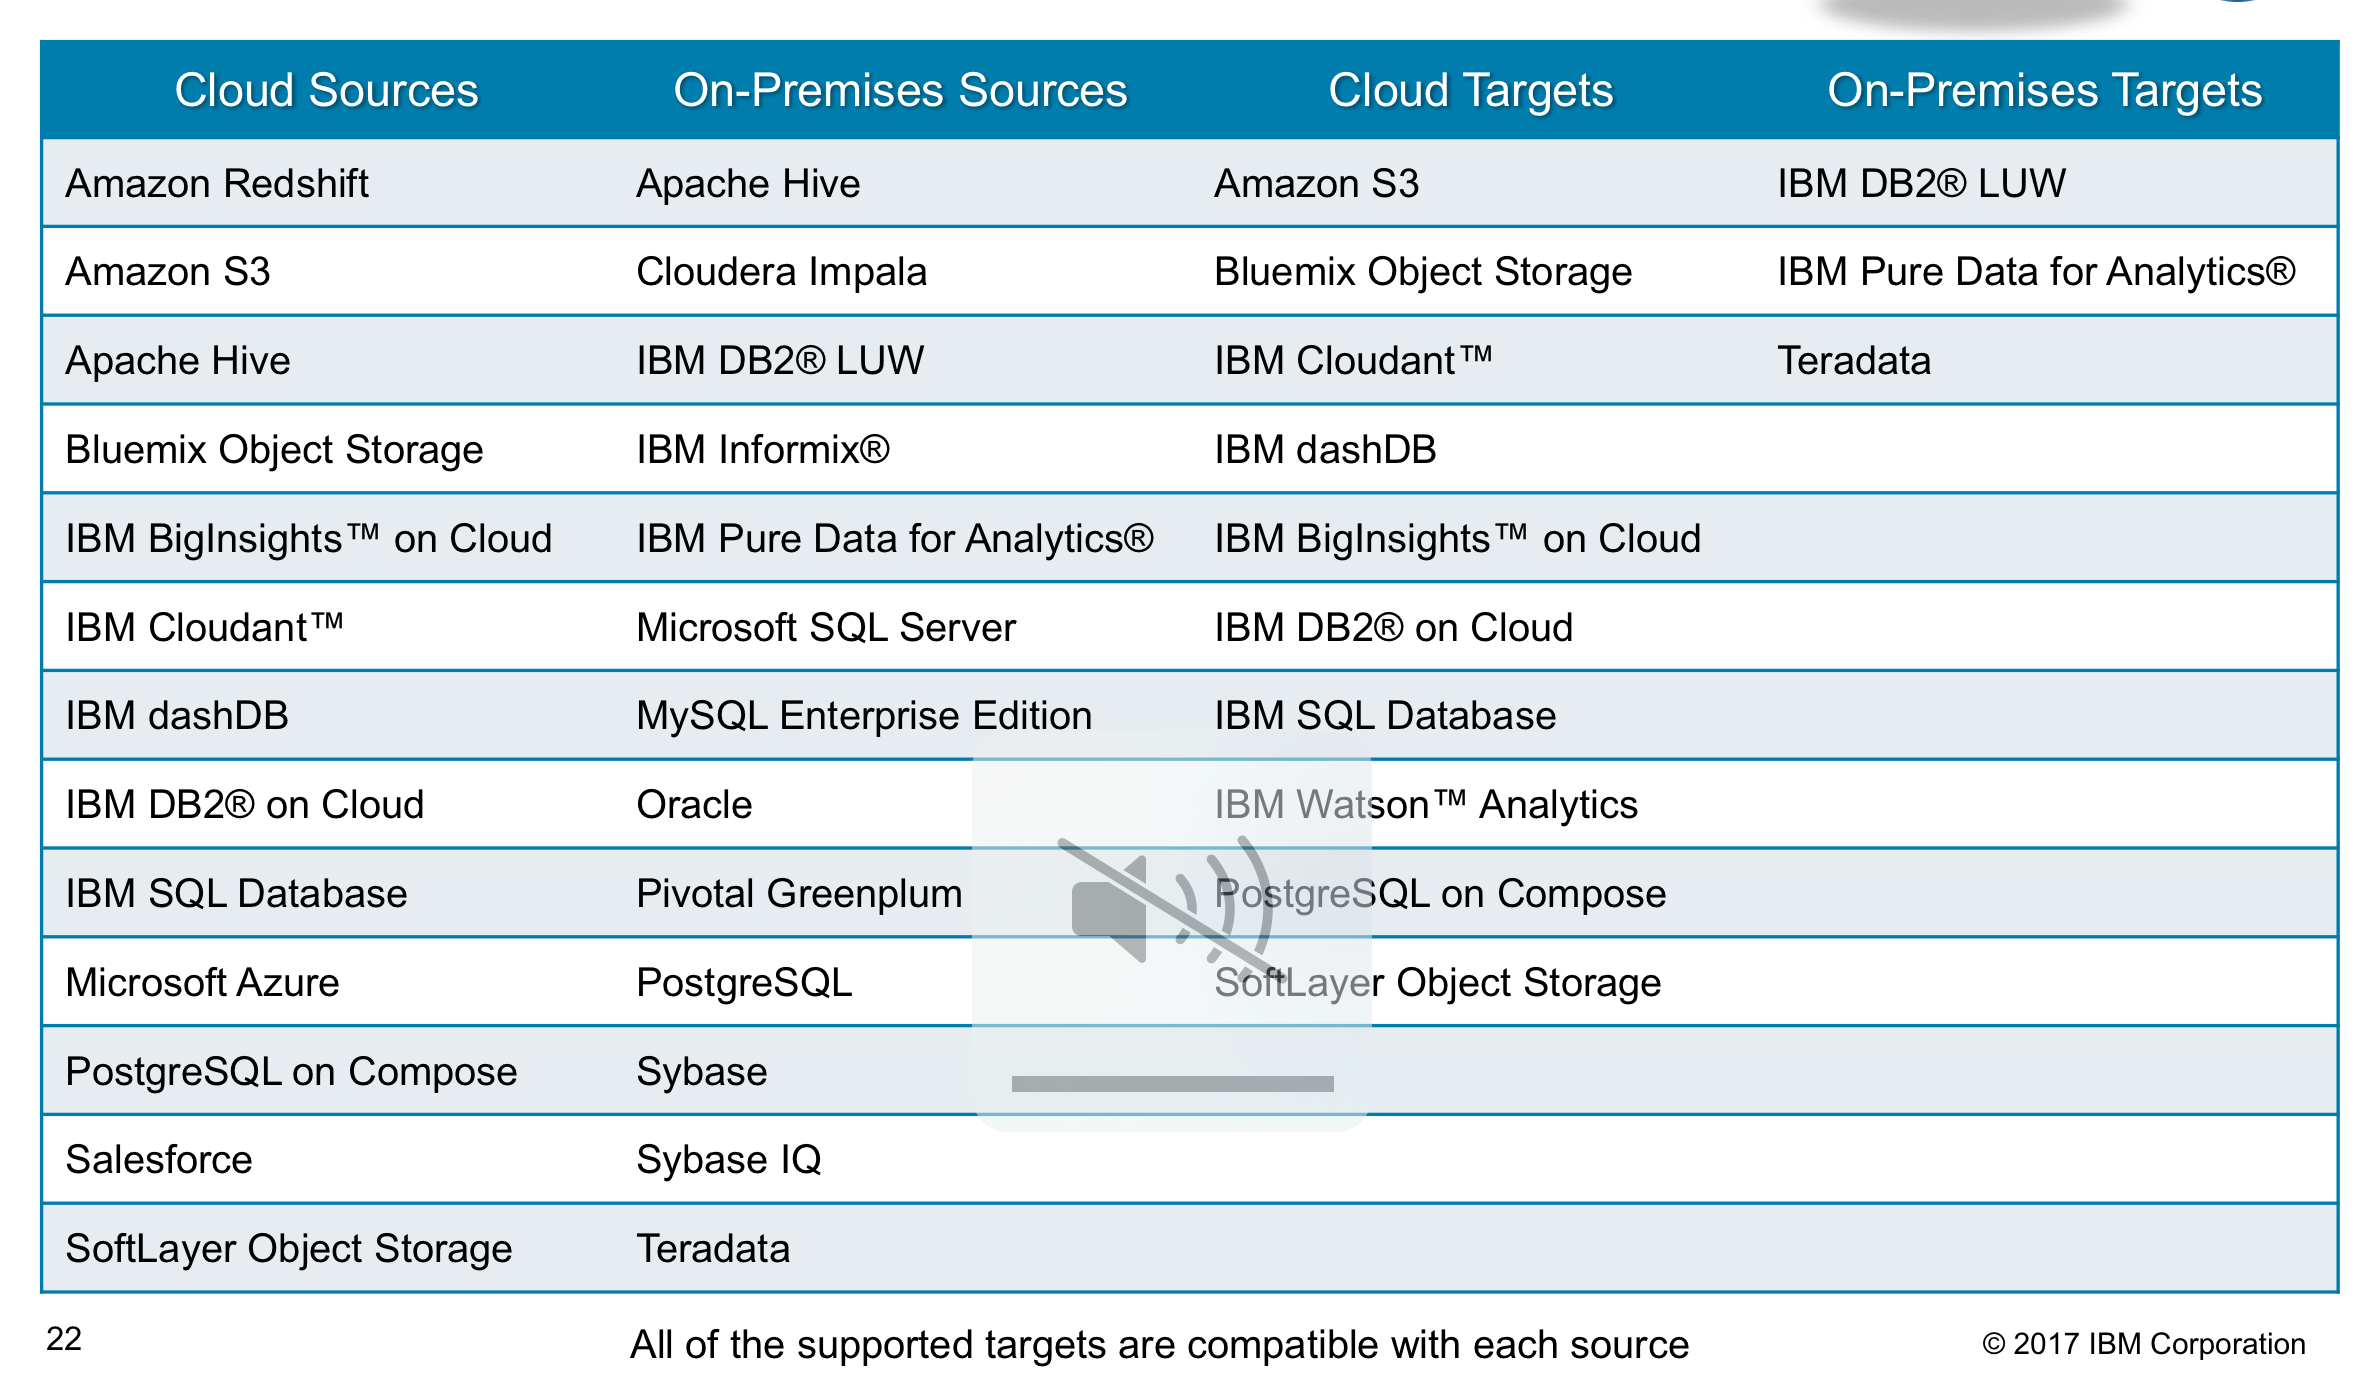 Cloud Sources On-Premises Sources Cloud Targets On-Premises Targets
Amazon Redshift Apache Hive Amazon S3 IBM DB2® LUW
Amazon S3 Cloudera Impala Bluemix Object Storage IBM Pure Data for Analytics®
Apache Hive IBM DB2® LUW IBM Cloudant™ Teradata
Bluemix Object Storage IBM Informix® IBM dashDB
IBM BigInsights™ on Cloud IBM Pure Data for Analytics® IBM BigInsights™ on Cloud
IBM Cloudant™ Microsoft SQL Server IBM DB2® on Cloud
IBM dashDB MySQL Enterprise Edition IBM SQL Database
IBM DB2® on Cloud Oracle IBM Watson™ Analytics
IBM SQL Database Pivotal Greenplum PostgreSQL on Compose
Microsoft Azure PostgreSQL SoftLayer Object Storage
PostgreSQL on Compose Sybase
Salesforce Sybase IQ
SoftLayer Object Storage Teradata
22 All of the supported targets are compatible with each source © 2017 IBM Corporation